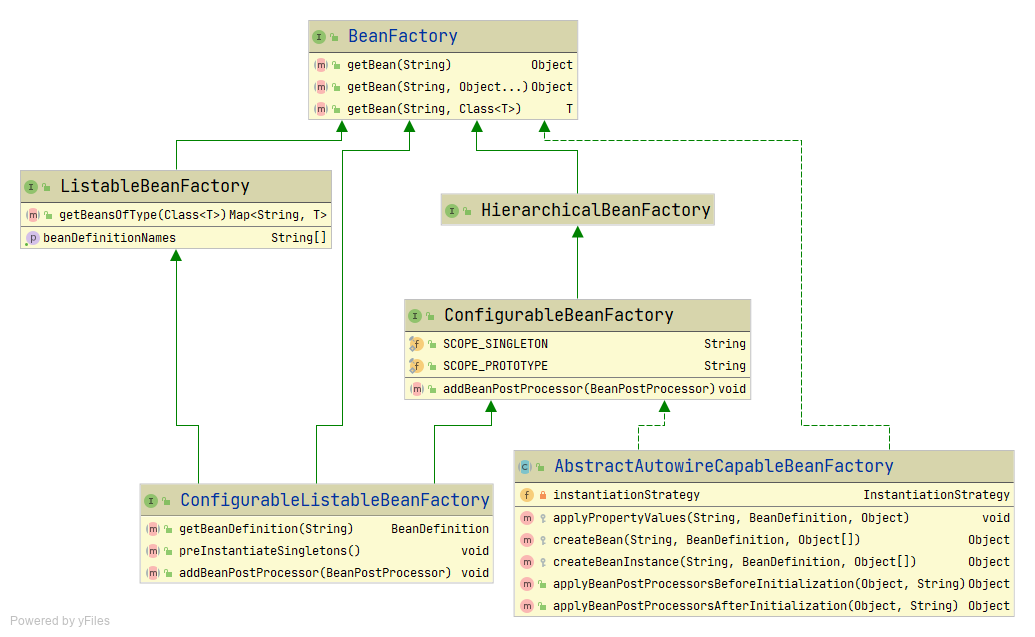 BeanFactory
getBean(String) Object
getBean(String, Object...) Object
getBean(String, Class<T>) T
ListableBeanFactory
getBeansOfType(Class<T>) Map<String, T>
beanDefinitionNames String[]
HierarchicalBeanFactory
ConfigurableBeanFactory
SCOPE_SINGLETON String
SCOPE_PROTOTYPE String
addBeanPostProcessor(BeanPostProcessor) void
ConfigurableListableBeanFactory
getBeanDefinition(String) BeanDefinition
preInstantiateSingletons() void
addBeanPostProcessor(BeanPostProcessor) void
AbstractAutowireCapableBeanFactory
instantiationStrategy InstantiationStrategy
applyPropertyValues(String, BeanDefinition, Object) void
createBean(String, BeanDefinition, Object[]) Object
createBeanInstance(String, BeanDefinition, Object[]) Object
applyBeanPostProcessorsBeforeInitialization(Object, String) Object
applyBeanPostProcessorsAfterInitialization(Object, String) Object
Powered by yFiles